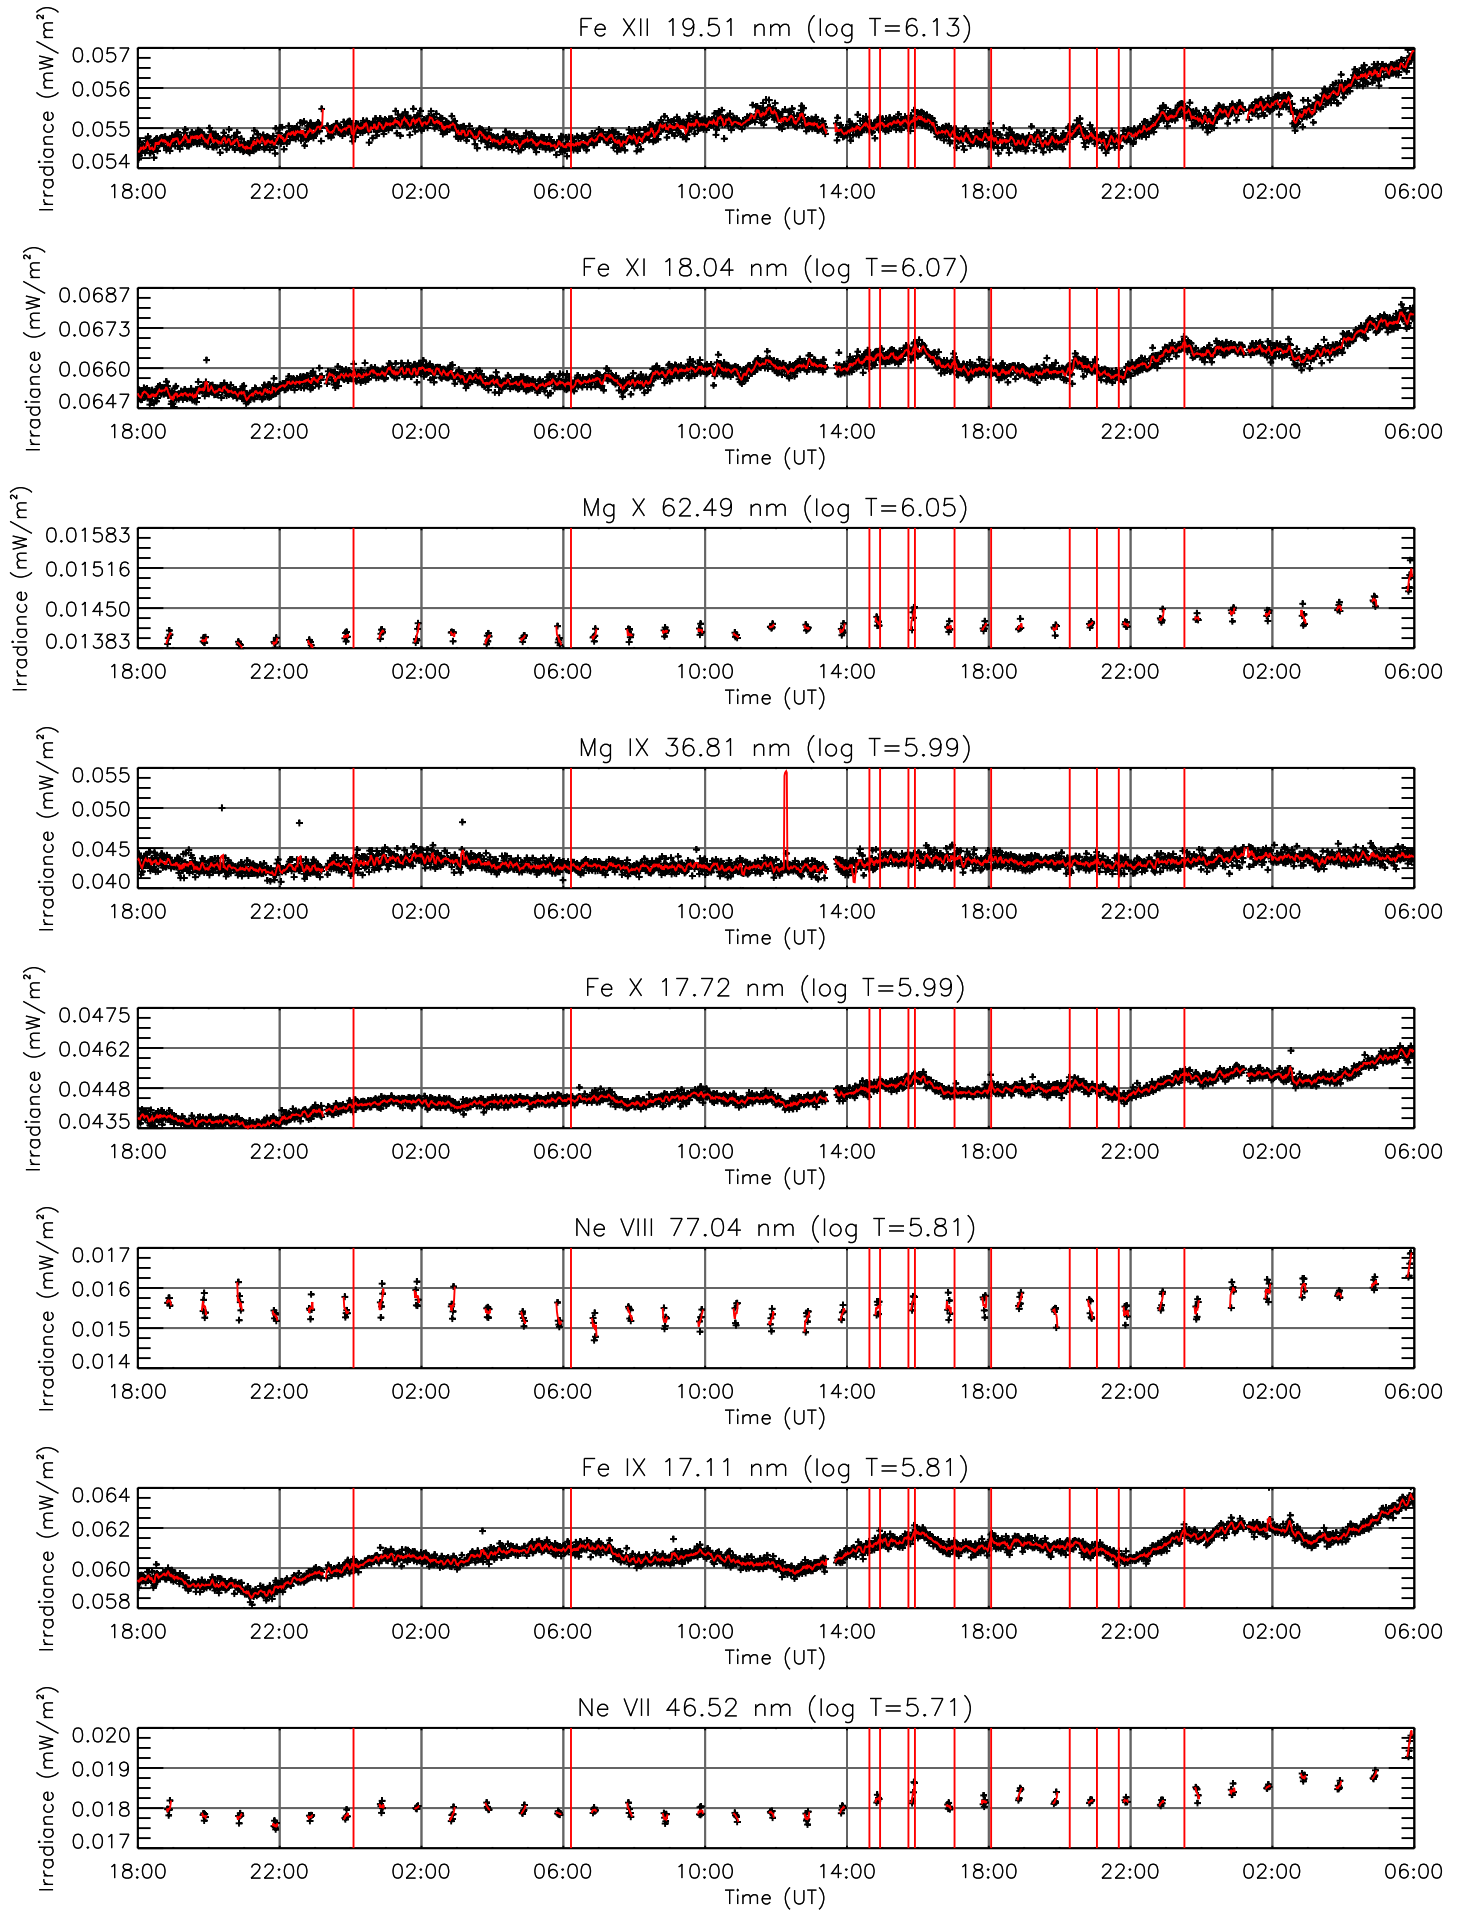 Fe XII 19.51 nm (log T=6.13)
Irradiance (mW/m²)
0.057
0.056
0.055
0.054
18:00 22:00 02:00 06:00 10:00 14:00 18:00 22:00 02:00 06:00
Time (UT)
Fe XI 18.04 nm (log T=6.07)
Irradiance (mW/m²)
0.0687
0.0673
0.0660
0.0647
18:00 22:00 02:00 06:00 10:00 14:00 18:00 22:00 02:00 06:00
Time (UT)
Mg X 62.49 nm (log T=6.05)
Irradiance (mW/m²)
0.01583
0.01516
0.01450
0.01383
18:00 22:00 02:00 06:00 10:00 14:00 18:00 22:00 02:00 06:00
Time (UT)
Mg IX 36.81 nm (log T=5.99)
Irradiance (mW/m²)
0.055
0.050
0.045
0.040
18:00 22:00 02:00 06:00 10:00 14:00 18:00 22:00 02:00 06:00
Time (UT)
Fe X 17.72 nm (log T=5.99)
Irradiance (mW/m²)
0.0475
0.0462
0.0448
0.0435
18:00 22:00 02:00 06:00 10:00 14:00 18:00 22:00 02:00 06:00
Time (UT)
Ne VIII 77.04 nm (log T=5.81)
Irradiance (mW/m²)
0.017
0.016
0.015
0.014
18:00 22:00 02:00 06:00 10:00 14:00 18:00 22:00 02:00 06:00
Time (UT)
Fe IX 17.11 nm (log T=5.81)
Irradiance (mW/m²)
0.064
0.062
0.060
0.058
18:00 22:00 02:00 06:00 10:00 14:00 18:00 22:00 02:00 06:00
Time (UT)
Ne VII 46.52 nm (log T=5.71)
Irradiance (mW/m²)
0.020
0.019
0.018
0.017
18:00 22:00 02:00 06:00 10:00 14:00 18:00 22:00 02:00 06:00
Time (UT)